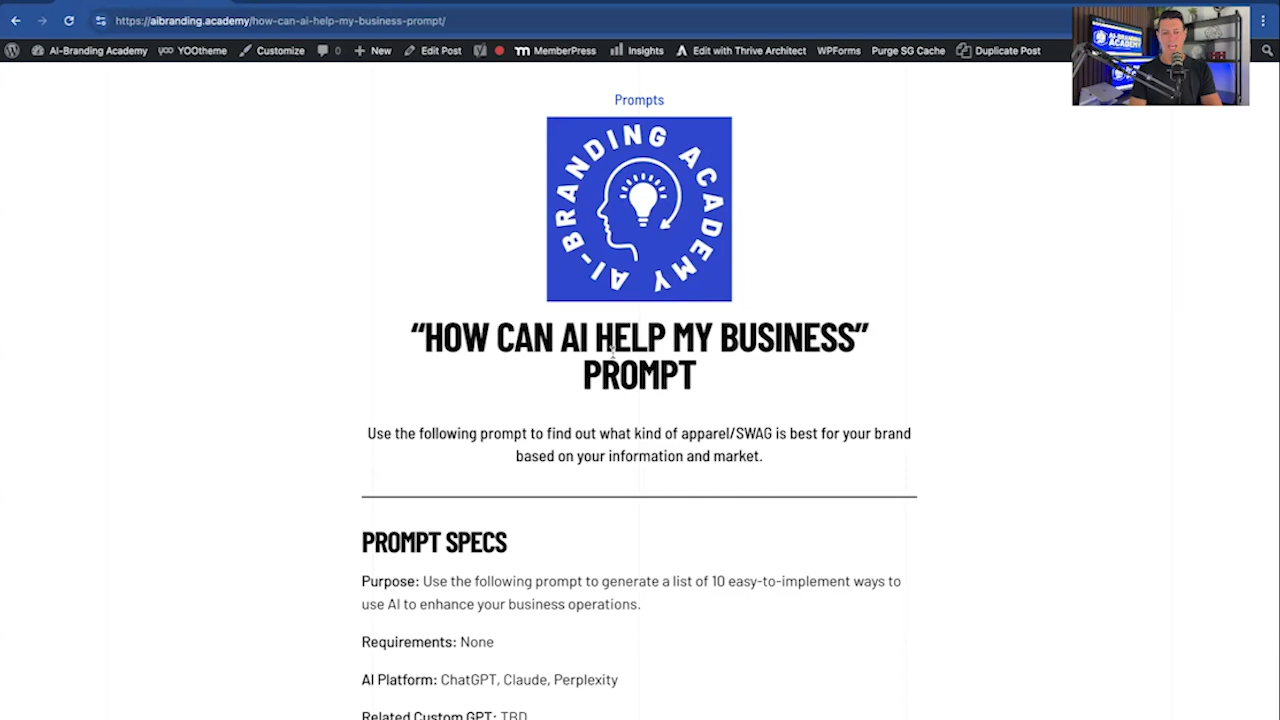 https://aibranding.academy/how-can-ai-help-my-business-prompt/
AI-Branding Academy YOOtheme Customize 0 New Edit Post MemberPress Insights Edit with Thrive Architect WPForms Purge SG Cache Duplicate Post
Prompts
AI-BRANDING ACADEMY
“HOW CAN AI HELP MY BUSINESS”
PROMPT
Use the following prompt to find out what kind of apparel/SWAG is best for your brand
based on your information and market.
PROMPT SPECS
Purpose: Use the following prompt to generate a list of 10 easy-to-implement ways to
use AI to enhance your business operations.
Requirements: None
AI Platform: ChatGPT, Claude, Perplexity
Related Custom GPT: TBD